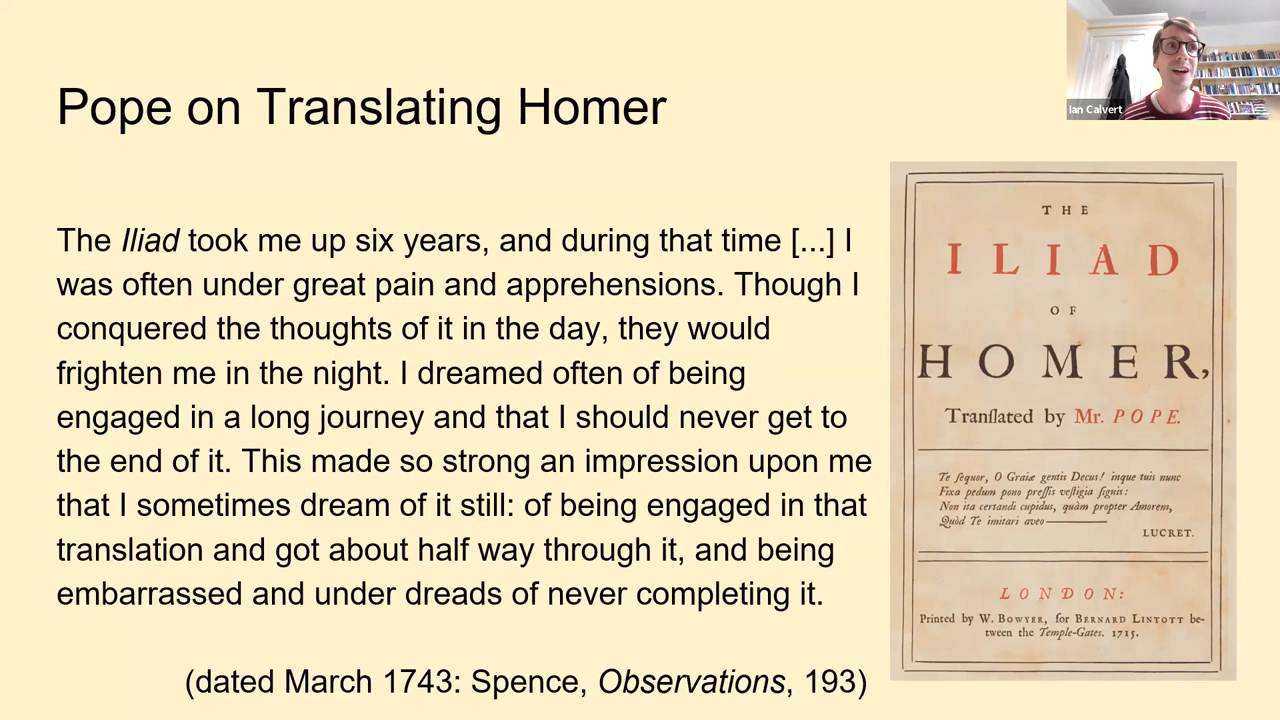 Pope on Translating Homer
Ian Calvert
The Iliad took me up six years, and during that time [...] I
was often under great pain and apprehensions. Though I
conquered the thoughts of it in the day, they would
frighten me in the night. I dreamed often of being
engaged in a long journey and that I should never get to
the end of it. This made so strong an impression upon me
that I sometimes dream of it still: of being engaged in that
translation and got about half way through it, and being
embarrassed and under dreads of never completing it.
(dated March 1743: Spence, Observations, 193)
THE
ILIAD
OF
HOMER,
Tranſlated by Mr. POPE.
Te ſequor, O Graiæ gentis Decus! inque tuis nunc
Fixa pedum pono preſſis veſtigia ſignis:
Non ita certandi cupidus, quàm propter Amorem,
Quòd Te imitari aveo———
LUCRET.
LONDON:
Printed by W. BOWYER, for BERNARD LINTOTT be-
tween the Temple-Gates. 1715.